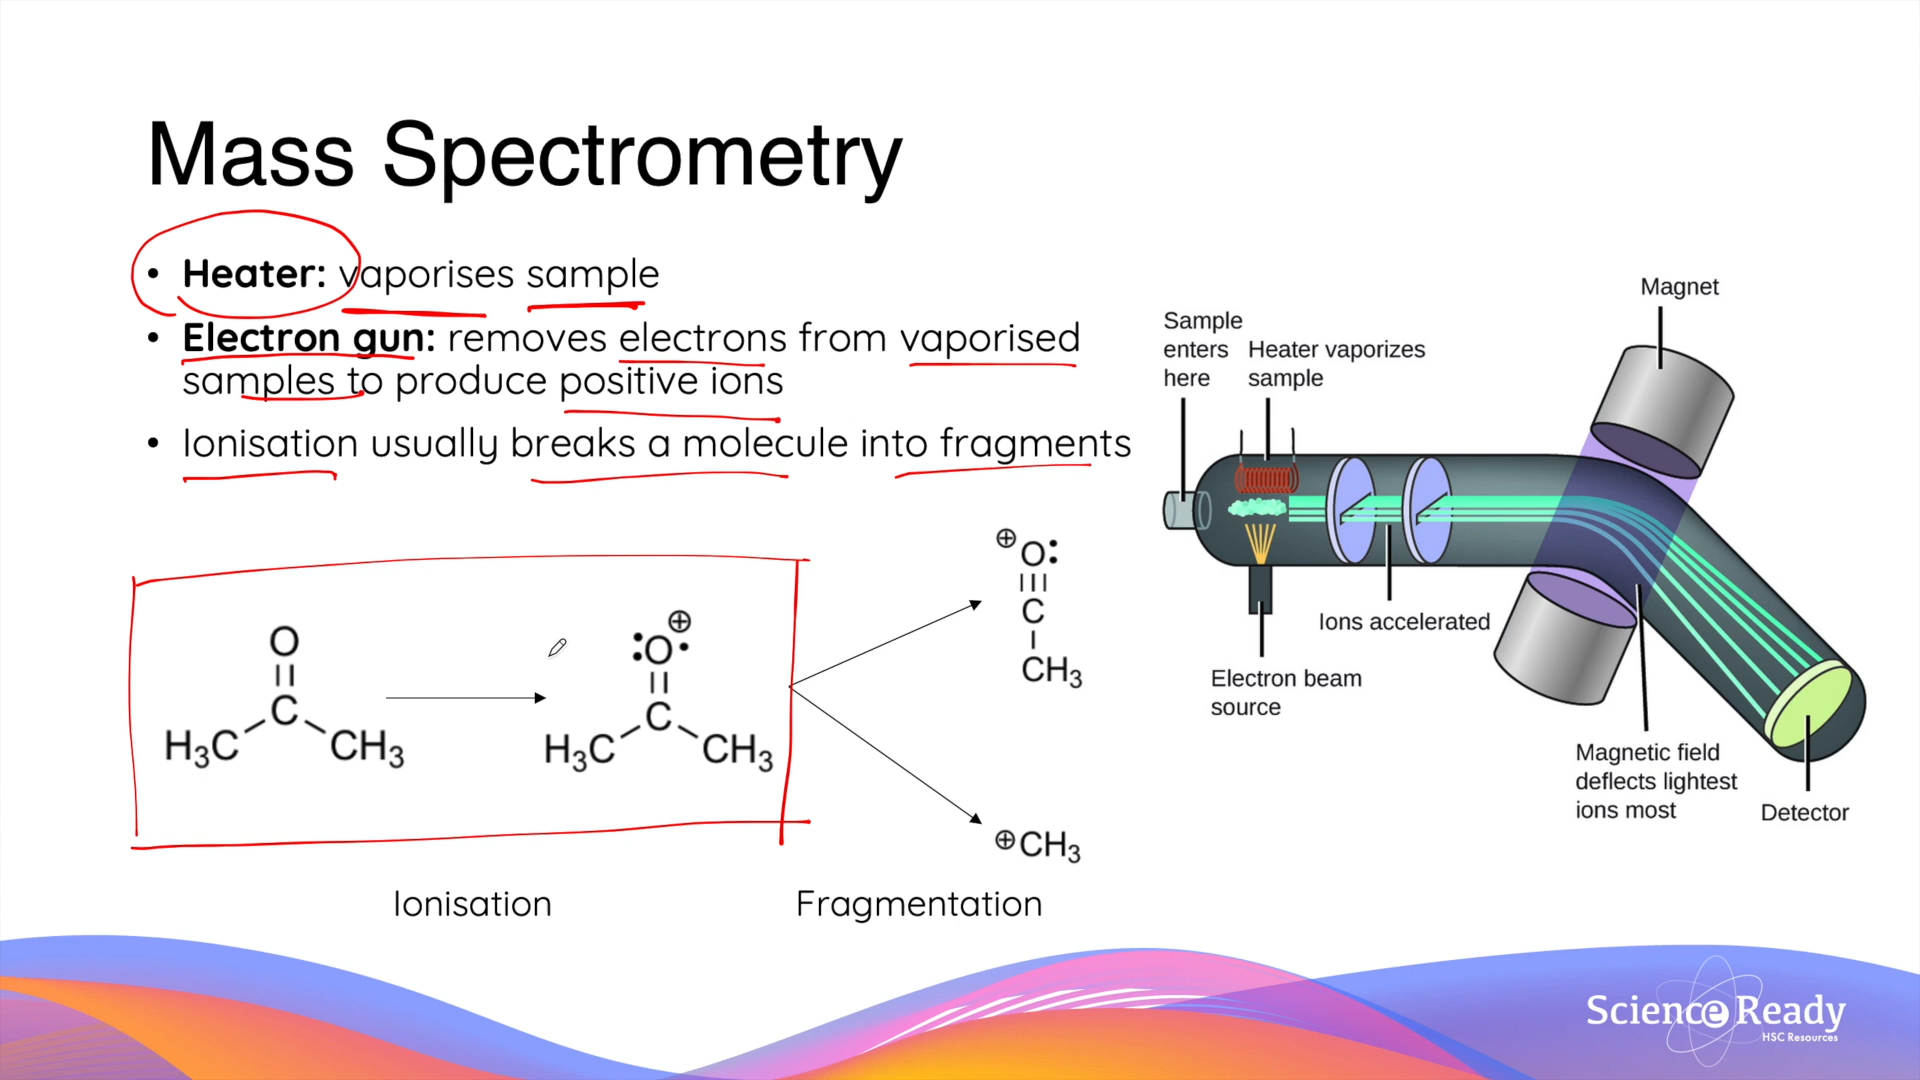 Mass Spectrometry
• Heater: vaporises sample
• Electron gun: removes electrons from vaporised
samples to produce positive ions
• Ionisation usually breaks a molecule into fragments
O
C
H₃C CH₃
⊕
:O·
C
H₃C CH₃
⊕
O:
C
CH₃
⊕CH₃
Ionisation
Fragmentation
Sample
enters
here
Heater vaporizes
sample
Magnet
Ions accelerated
Electron beam
source
Magnetic field
deflects lightest
ions most
Detector
Science Ready
HSC Resources